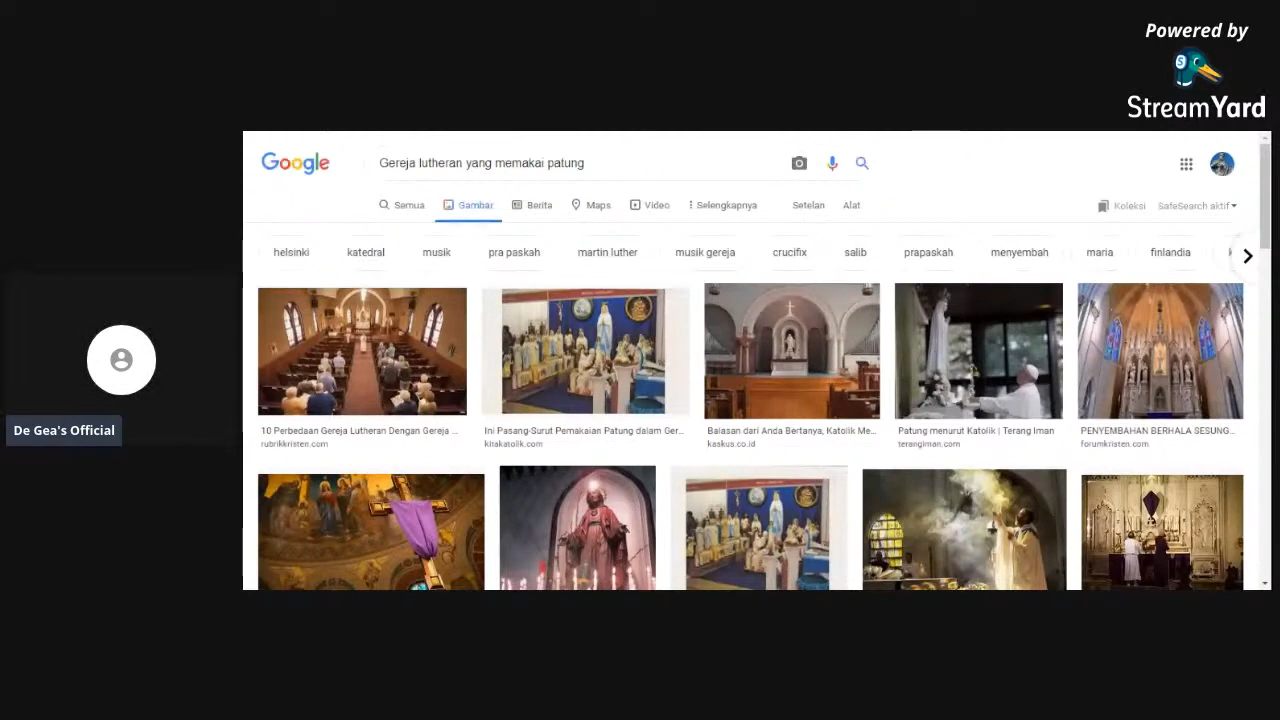 Powered by
StreamYard
Google
Gereja lutheran yang memakai patung
Semua
Gambar
Berita
Maps
Video
Selengkapnya
Setelan
Alat
Koleksi
SafeSearch aktif
helsinki
katedral
musik
pra paskah
martin luther
musik gereja
crucifix
salib
prapaskah
menyembah
maria
finlandia
10 Perbedaan Gereja Lutheran Dengan Gereja ...
rubrikkristen.com
Ini Pasang-Surut Pemakaian Patung dalam Ger...
kitakatolik.com
Balasan dari Anda Bertanya, Katolik Me...
kaskus.co.id
Patung menurut Katolik | Terang Iman
terangiman.com
PENYEMBAHAN BERHALA SESUNG...
forumkristen.com
De Gea's Official